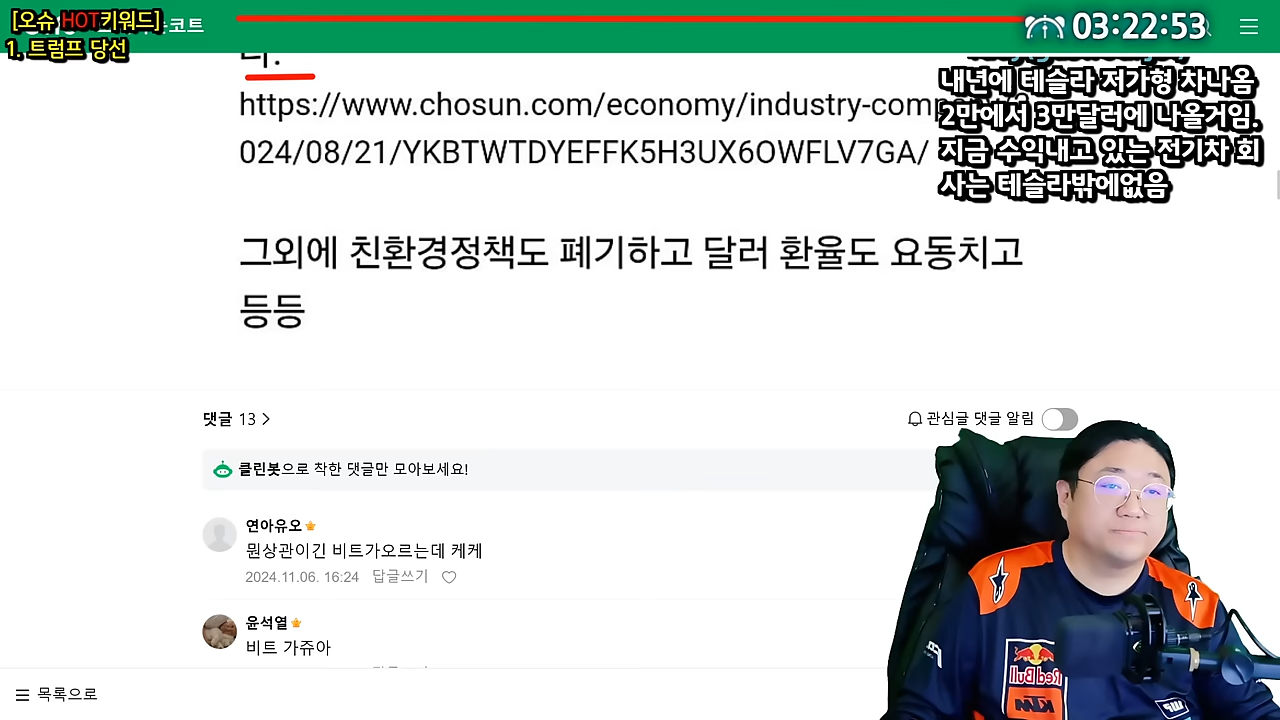 [오슈 HOT키워드]
1. 트럼프 당선
코트
03:22:53
https://www.chosun.com/economy/industry-comp
024/08/21/YKBTWTDYEFFK5H3UX6OWFLV7GA/
내년에 테슬라 저가형 차나옴
2만에서 3만달러에 나올거임.
지금 수익내고 있는 전기차 회
사는 테슬라밖에없음
그외에 친환경정책도 폐기하고 달러 환율도 요동치고
등등
댓글 13
관심글 댓글 알림
클린봇으로 착한 댓글만 모아보세요!
연아유오
뭔상관이긴 비트가오르는데 케케
2024.11.06. 16:24 답글쓰기
윤석열
비트 가쥬아
목록으로
Red Bull
KTM